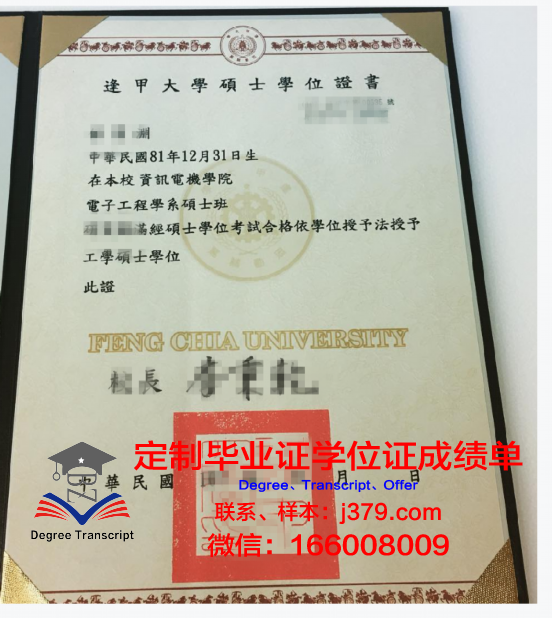 逢甲大學碩士學位證書
號
中華民國81年12月31日生
在本校資訊電機學院
電子工程學系碩士班
經碩士學位考試合格依學位授予法授予
工學碩士學位
此證
FENG CHIA UNIVERSITY
校長
定制毕业证学位证成绩单
中華民國 月 日
Degree、Transcript、Offer
联系、样本:j379.com
Degree Transcript
微信:166008009